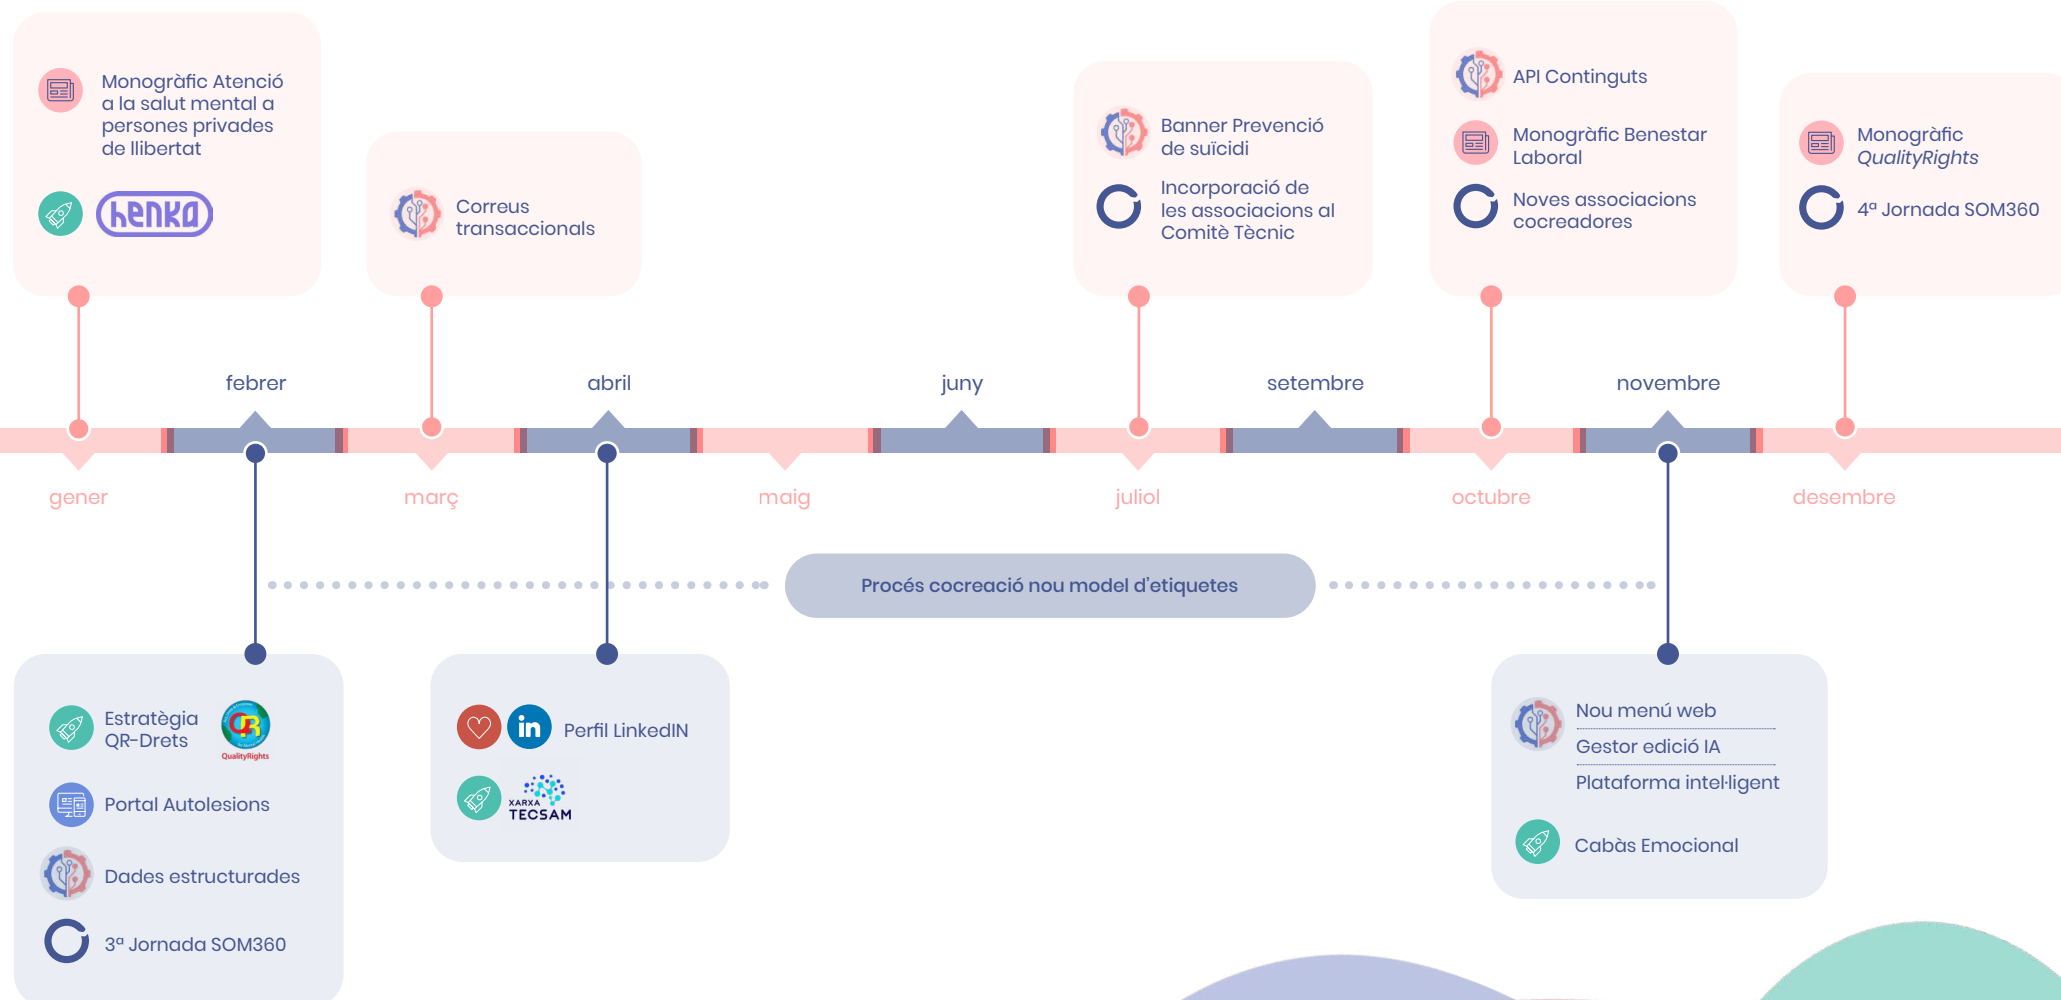 Monogràfic Atenció
a la salut mental a
persones privades
de llibertat
henka
Correus
transaccionals
Banner Prevenció
de suïcidi
Incorporació de
les associacions al
Comitè Tècnic
API Continguts
Monogràfic Benestar
Laboral
Noves associacions
cocreadores
Monogràfic
QualityRights
4ª Jornada SOM360
febrer
abril
juny
setembre
novembre
gener
març
maig
juliol
octubre
desembre
Procés cocreació nou model d'etiquetes
Estratègia
QR-Drets
QR
QualityRights
Portal Autolesions
Dades estructurades
3ª Jornada SOM360
in
Perfil LinkedIN
XARXA
TECSAM
Nou menú web
Gestor edició IA
Plataforma intel·ligent
Cabàs Emocional